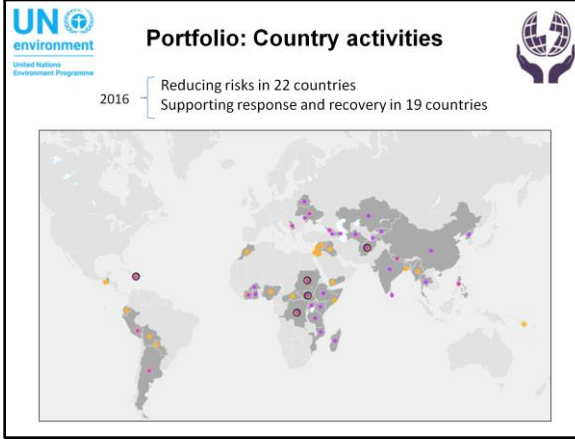 UN
environment
United Nations
Environment Programme
Portfolio: Country activities
2016
Reducing risks in 22 countries
Supporting response and recovery in 19 countries